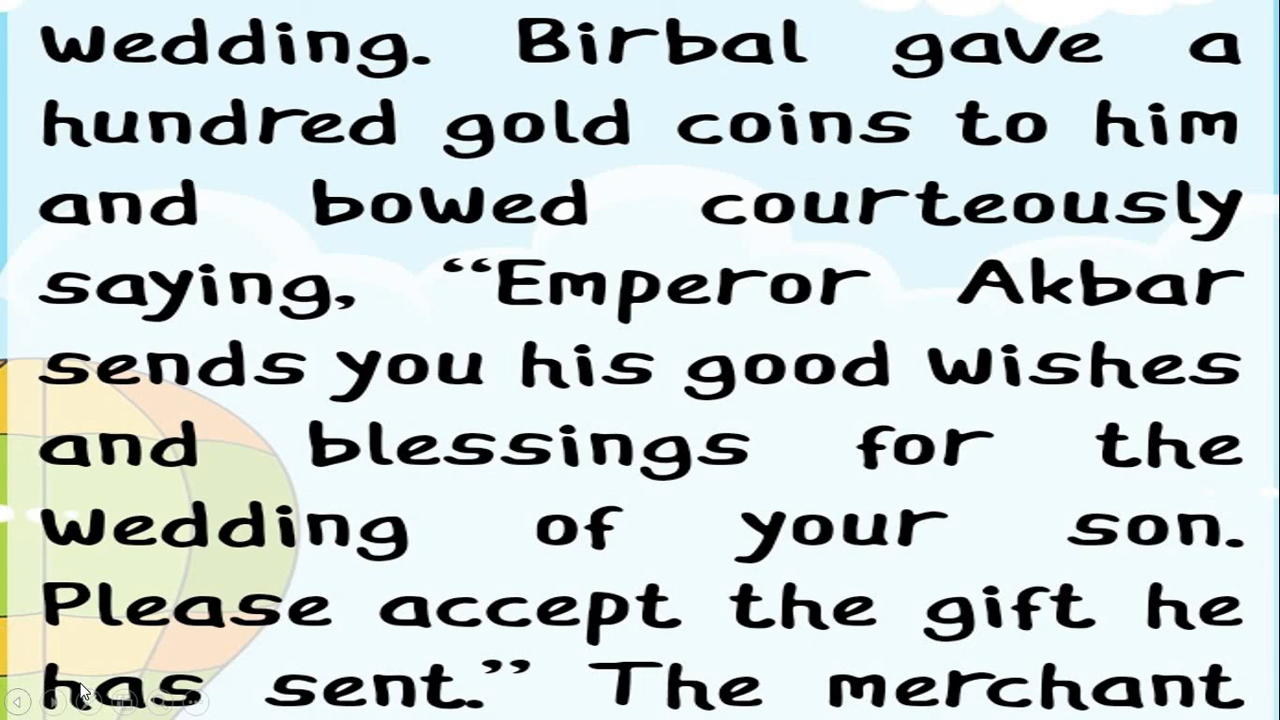 wedding. Birbal gave a
hundred gold coins to him
and bowed courteously
saying, “Emperor Akbar
sends you his good wishes
and blessings for the
wedding of your son.
Please accept the gift he
has sent.” The merchant